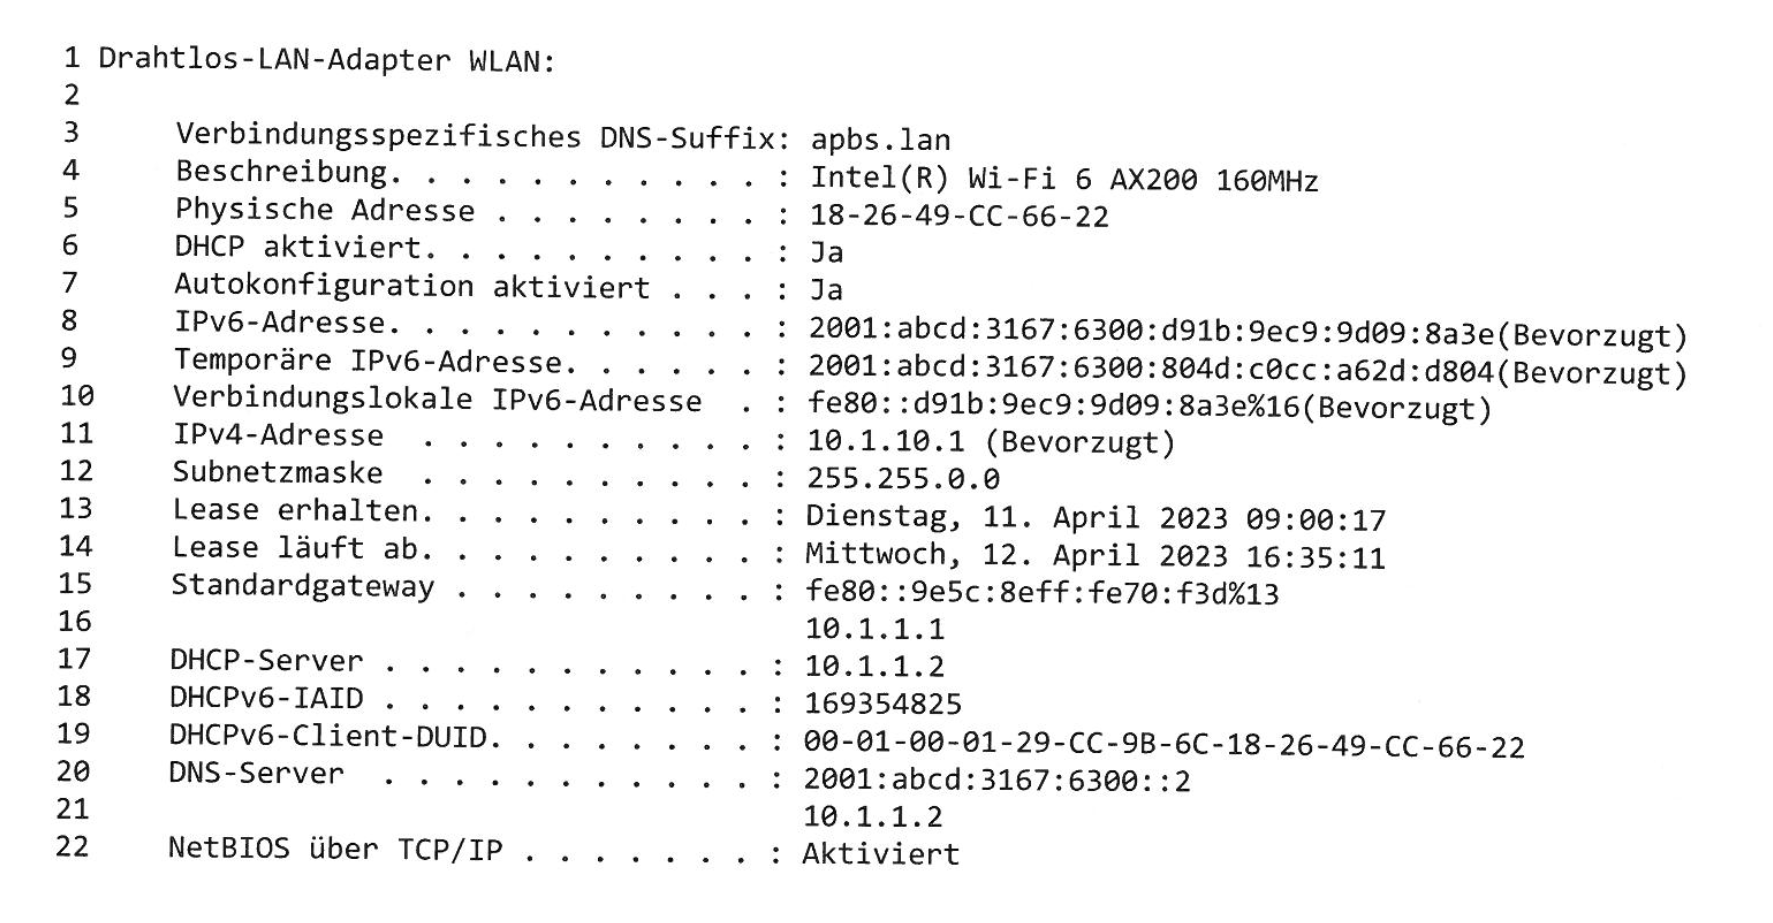 1 Drahtlos-LAN-Adapter WLAN:
2
3 Verbindungsspezifisches DNS-Suffix: apbs.lan
4 Beschreibung. . . . . . . . . . . : Intel(R) Wi-Fi 6 AX200 160MHz
5 Physische Adresse . . . . . . . . : 18-26-49-CC-66-22
6 DHCP aktiviert. . . . . . . . . . : Ja
7 Autokonfiguration aktiviert . . . : Ja
8 IPv6-Adresse. . . . . . . . . . . : 2001:abcd:3167:6300:d91b:9ec9:9d09:8a3e(Bevorzugt)
9 Temporäre IPv6-Adresse. . . . . . : 2001:abcd:3167:6300:804d:c0cc:a62d:d804(Bevorzugt)
10 Verbindungslokale IPv6-Adresse . : fe80::d91b:9ec9:9d09:8a3e%16(Bevorzugt)
11 IPv4-Adresse . . . . . . . . . . : 10.1.10.1 (Bevorzugt)
12 Subnetzmaske . . . . . . . . . . : 255.255.0.0
13 Lease erhalten. . . . . . . . . . : Dienstag, 11. April 2023 09:00:17
14 Lease läuft ab. . . . . . . . . . : Mittwoch, 12. April 2023 16:35:11
15 Standardgateway . . . . . . . . . : fe80::9e5c:8eff:fe70:f3d%13
16 10.1.1.1
17 DHCP-Server . . . . . . . . . . . : 10.1.1.2
18 DHCPv6-IAID . . . . . . . . . . . : 169354825
19 DHCPv6-Client-DUID. . . . . . . . : 00-01-00-01-29-CC-9B-6C-18-26-49-CC-66-22
20 DNS-Server . . . . . . . . . . . : 2001:abcd:3167:6300::2
21 10.1.1.2
22 NetBIOS über TCP/IP . . . . . . . : Aktiviert